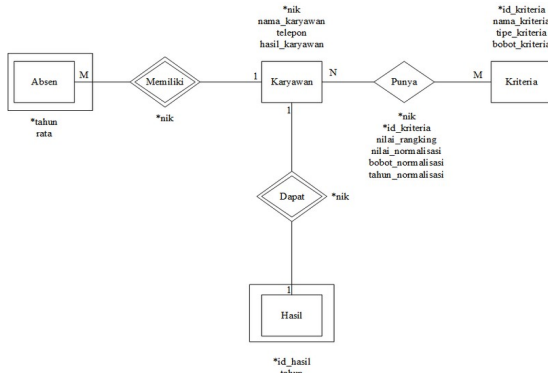 *nik
nama_karyawan
telepon
hasil_karyawan
*id_kriteria
nama_kriteria
tipe_kriteria
bobot_kriteria
Absen
M
Memiliki
1
Karyawan
N
Punya
M
Kriteria
*tahun
rata
*nik
1
*nik
*id_kriteria
nilai_rangking
nilai_normalisasi
bobot_normalisasi
tahun_normalisasi
Dapat
*nik
1
Hasil
*id_hasil
tahun